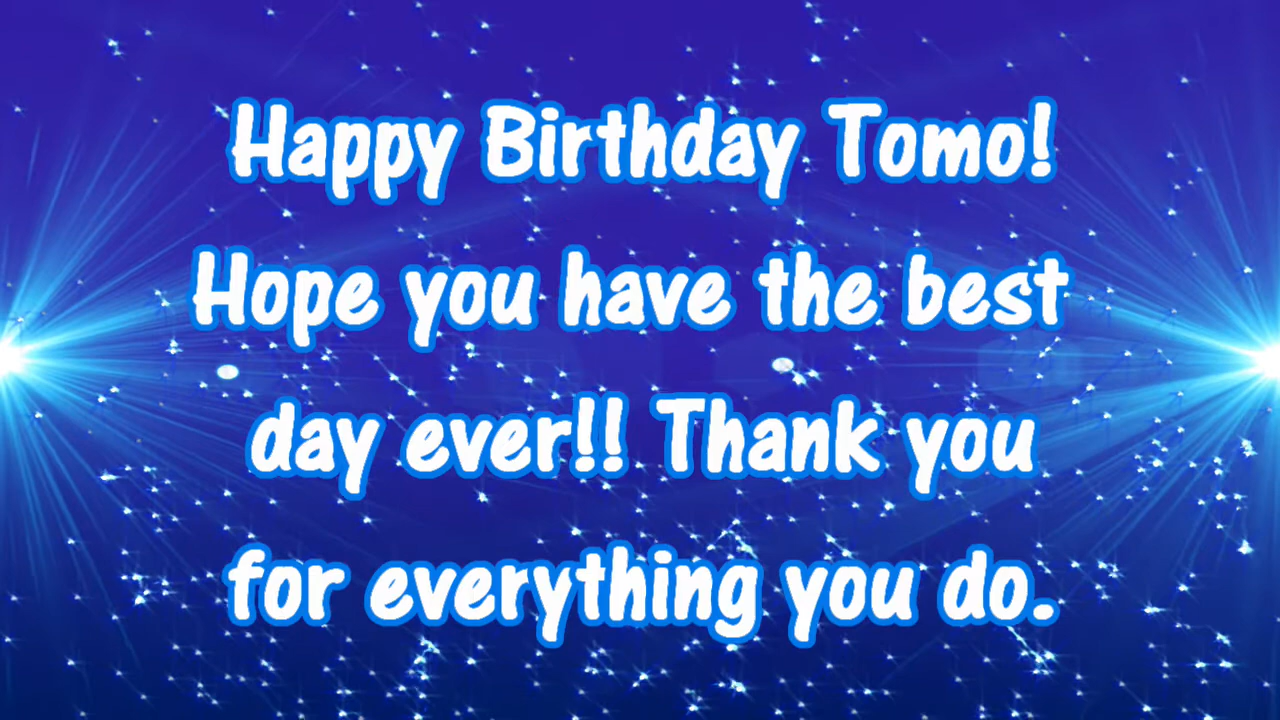 Happy Birthday Tomo!
Hope you have the best
day ever!! Thank you
for everything you do.